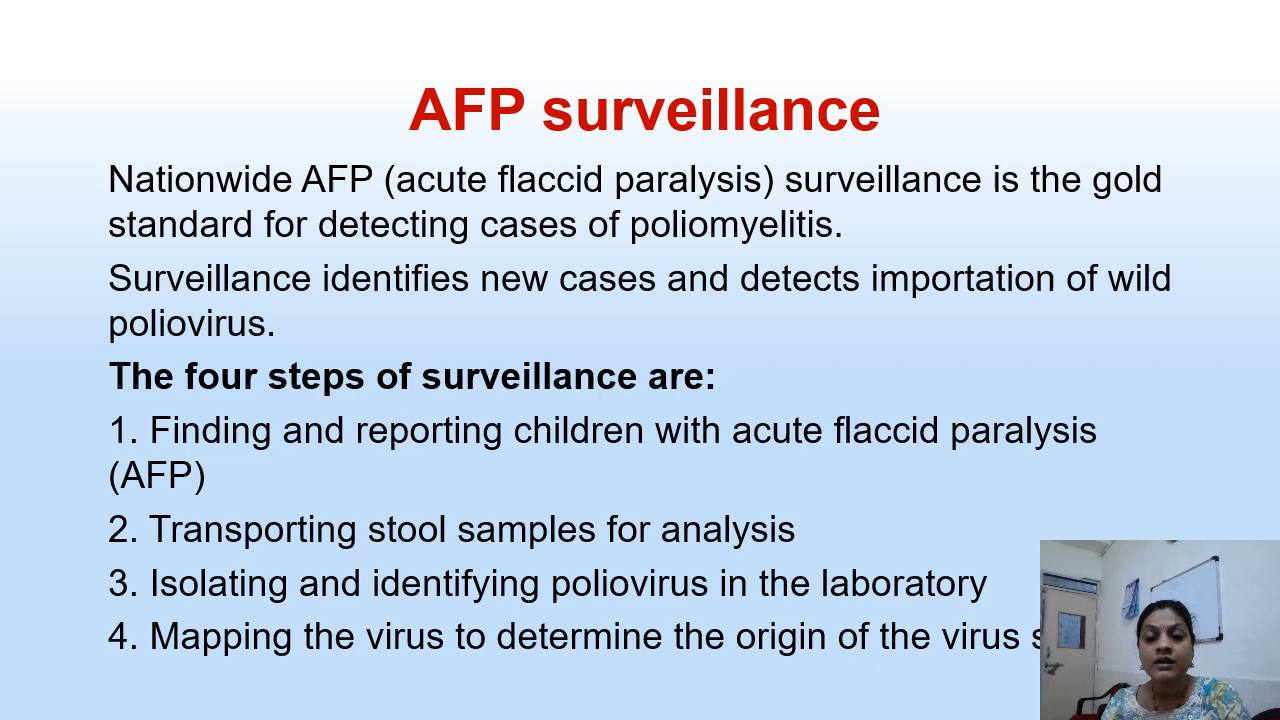 AFP surveillance
Nationwide AFP (acute flaccid paralysis) surveillance is the gold
standard for detecting cases of poliomyelitis.
Surveillance identifies new cases and detects importation of wild
poliovirus.
The four steps of surveillance are:
1. Finding and reporting children with acute flaccid paralysis
(AFP)
2. Transporting stool samples for analysis
3. Isolating and identifying poliovirus in the laboratory
4. Mapping the virus to determine the origin of the virus